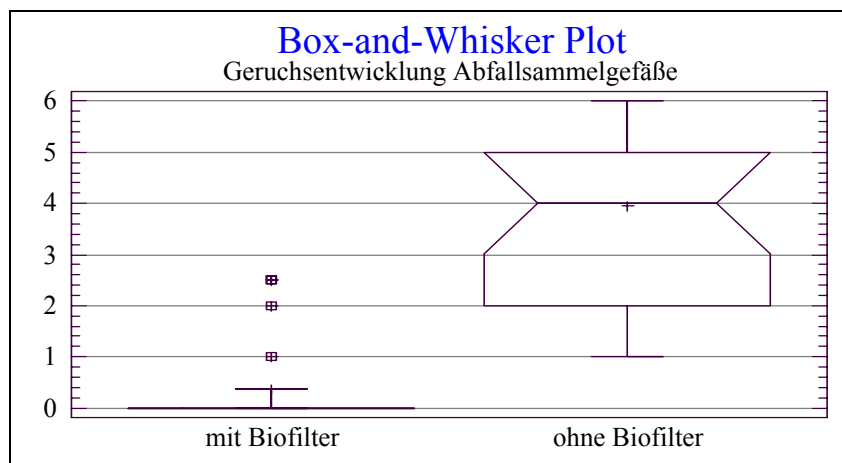 Box-and-Whisker Plot
Geruchsentwicklung Abfallsammelgefäße
6
5
4
3
2
1
0
mit Biofilter ohne Biofilter